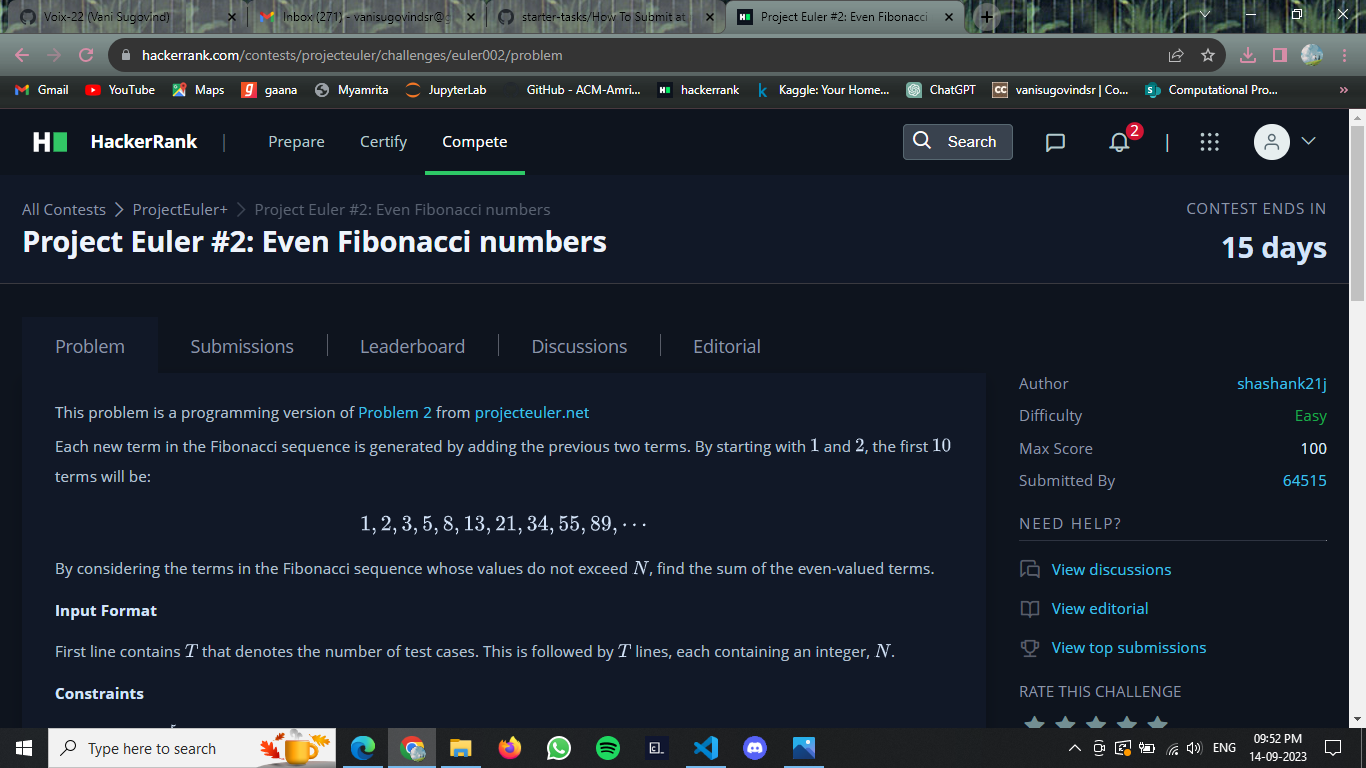 Voix-22 (Vani Sugovind)
Inbox (271) - vanisugovindsr@g
starter-tasks/How To Submit at
Project Euler #2: Even Fibonacci
hackerrank.com/contests/projecteuler/challenges/euler002/problem
Gmail YouTube Maps gaana Myamrita JupyterLab GitHub - ACM-Amri... hackerrank Kaggle: Your Home... ChatGPT vanisugovindsr | Co... Computational Pro... »
HackerRank | Prepare Certify Compete Search 2
All Contests > ProjectEuler+ > Project Euler #2: Even Fibonacci numbers
CONTEST ENDS IN
Project Euler #2: Even Fibonacci numbers
15 days
Problem Submissions Leaderboard Discussions Editorial
This problem is a programming version of Problem 2 from projecteuler.net
Each new term in the Fibonacci sequence is generated by adding the previous two terms. By starting with 1 and 2, the first 10
terms will be:
1, 2, 3, 5, 8, 13, 21, 34, 55, 89, ⋯
By considering the terms in the Fibonacci sequence whose values do not exceed N, find the sum of the even-valued terms.
Input Format
First line contains T that denotes the number of test cases. This is followed by T lines, each containing an integer, N.
Constraints
Author shashank21j
Difficulty Easy
Max Score 100
Submitted By 64515
NEED HELP?
View discussions
View editorial
View top submissions
RATE THIS CHALLENGE
Type here to search
ENG
09:52 PM
14-09-2023